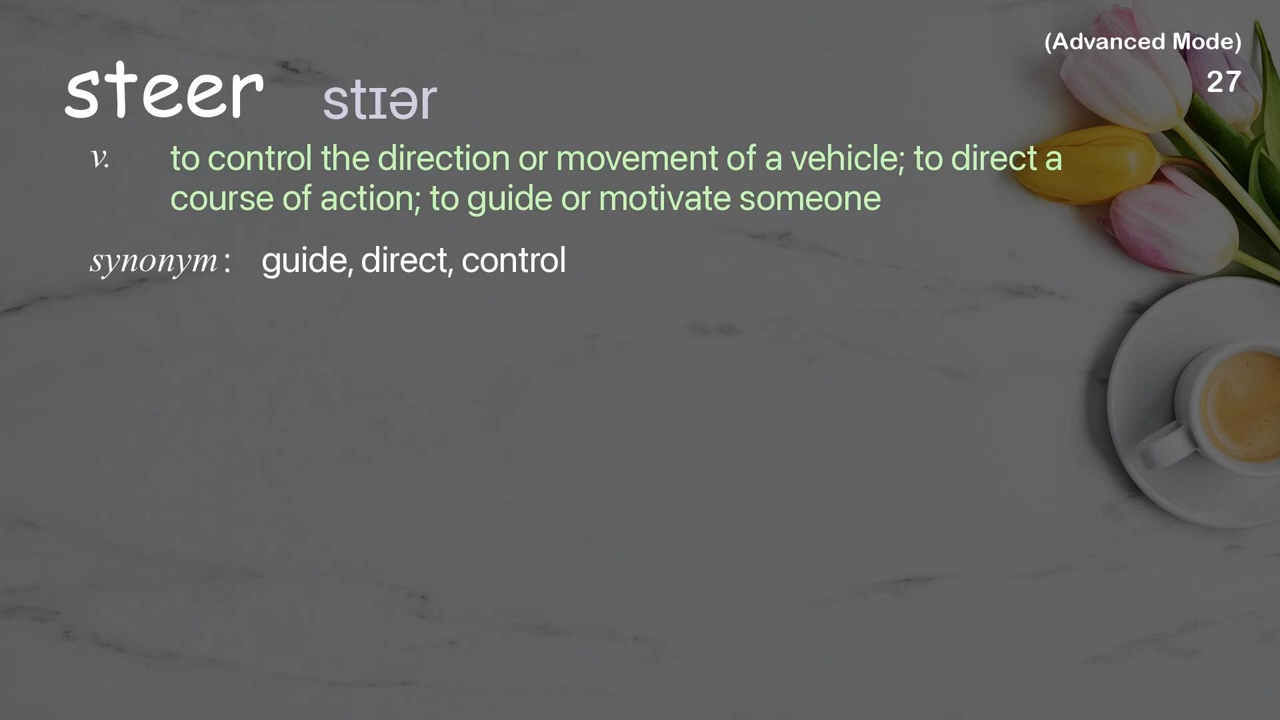 (Advanced Mode)
27
steer stɪər
v. to control the direction or movement of a vehicle; to direct a
course of action; to guide or motivate someone
synonym: guide, direct, control